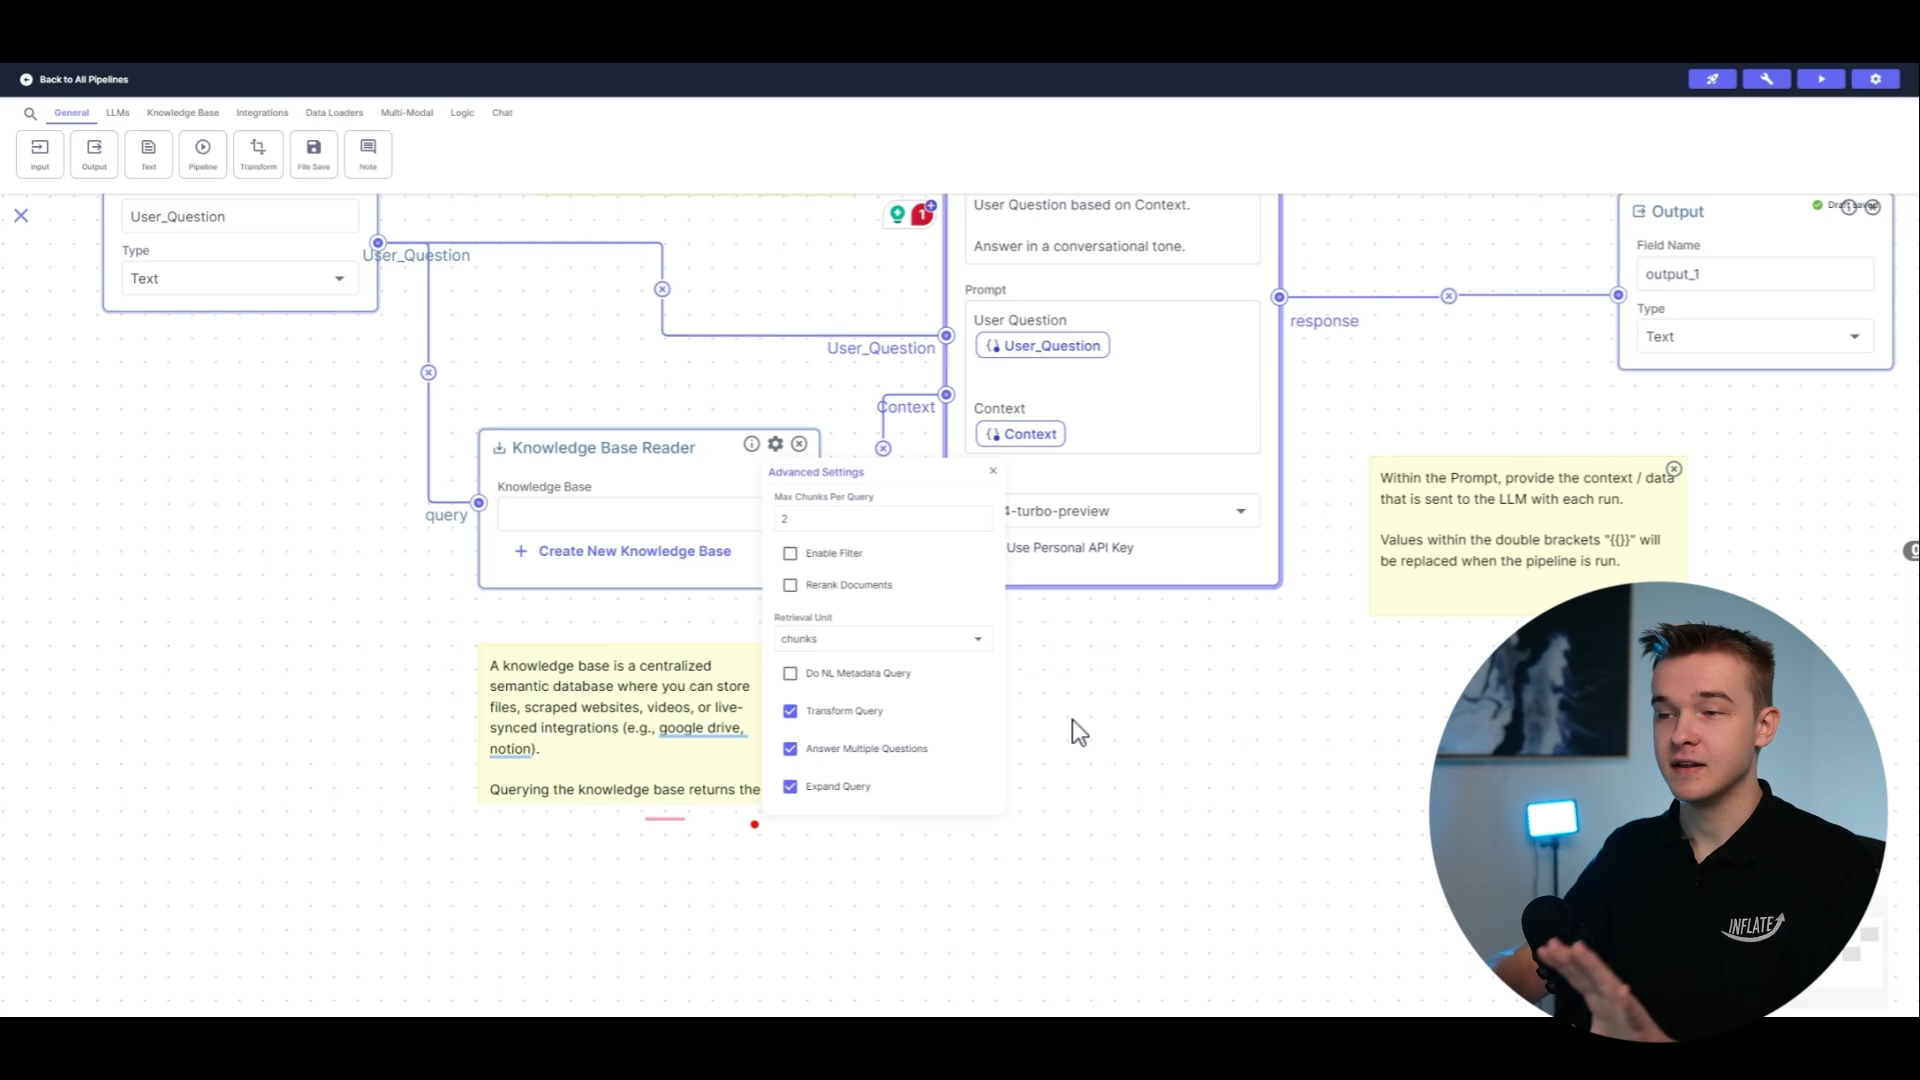 Back to All Pipelines
General
LLMs
Knowledge Base
Integrations
Data Loaders
Multi-Modal
Logic
Chat
Input
Output
Text
Pipeline
Transform
File Save
Note
User_Question
Type
Text
User_Question
1
User Question based on Context.
Answer in a conversational tone.
Prompt
User Question
User_Question
Context
Context
User_Question
Context
4-turbo-preview
Use Personal API Key
response
Output
Field Name
output_1
Type
Text
query
Knowledge Base Reader
Knowledge Base
+ Create New Knowledge Base
Advanced Settings
Max Chunks Per Query
2
Enable Filter
Rerank Documents
Retrieval Unit
chunks
Do NL Metadata Query
Transform Query
Answer Multiple Questions
Expand Query
A knowledge base is a centralized
semantic database where you can store
files, scraped websites, videos, or live-
synced integrations (e.g., google drive,
notion).
Querying the knowledge base returns the
Within the Prompt, provide the context / data
that is sent to the LLM with each run.
Values within the double brackets "{{}}" will
be replaced when the pipeline is run.
INFLATE